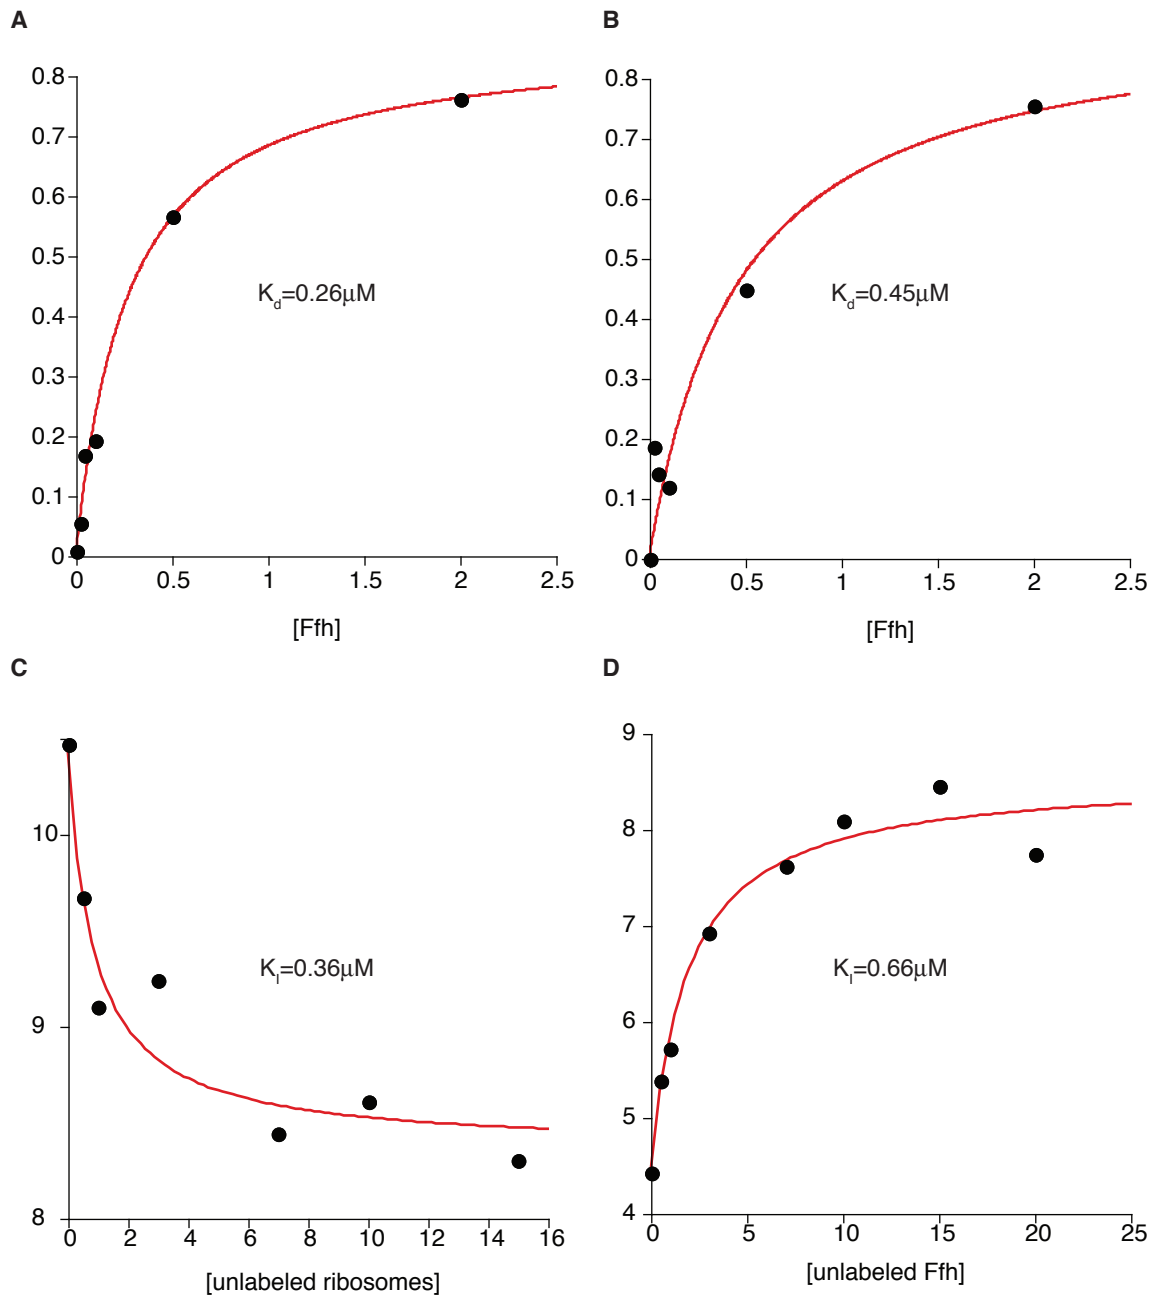 A
0.8
0.7
0.6
0.5
0.4
0.3
0.2
0.1
0
0 0.5 1 1.5 2 2.5
Kd=0.26μM
[Ffh]
B
0.8
0.7
0.6
0.5
0.4
0.3
0.2
0.1
0
0 0.5 1 1.5 2 2.5
Kd=0.45μM
[Ffh]
C
10
9
8
0 2 4 6 8 10 12 14 16
KI=0.36μM
[unlabeled ribosomes]
D
9
8
7
6
5
4
0 5 10 15 20 25
KI=0.66μM
[unlabeled Ffh]